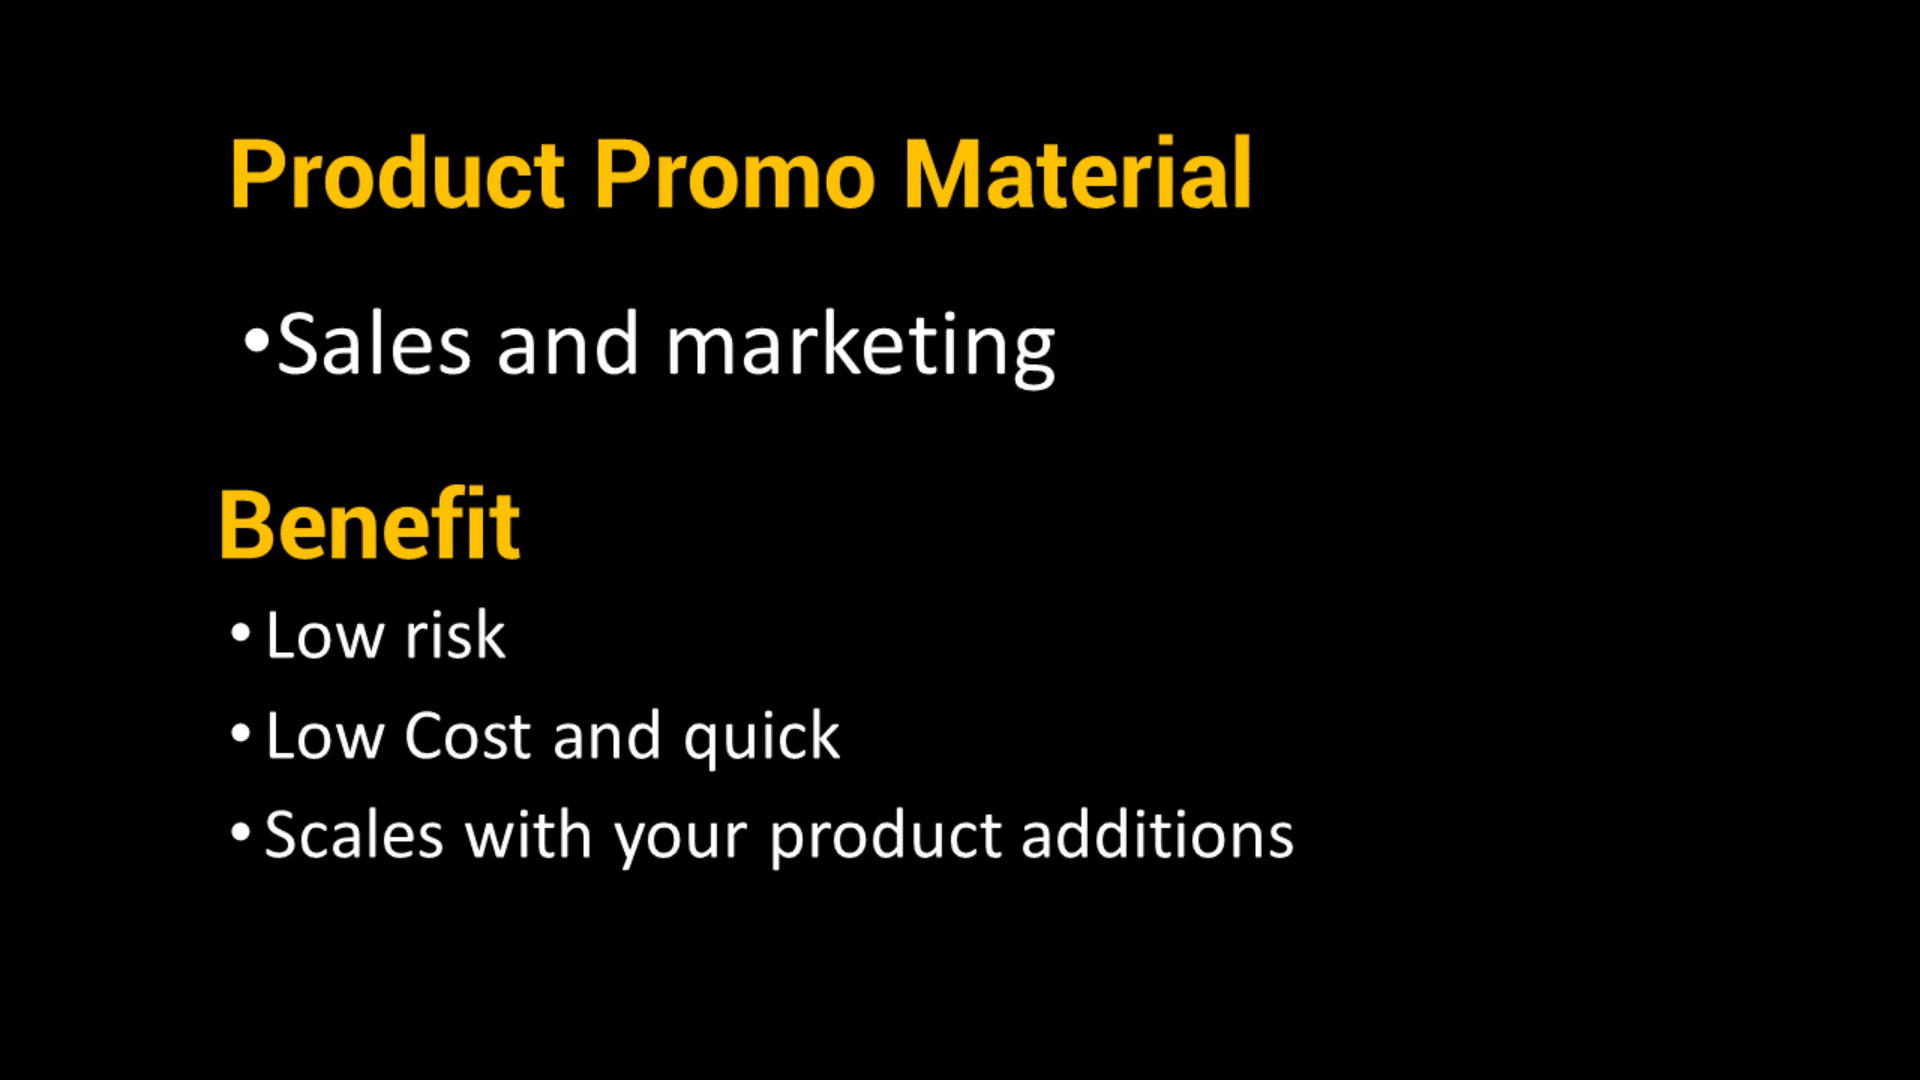 Product Promo Material
•Sales and marketing
Benefit
• Low risk
• Low Cost and quick
• Scales with your product additions